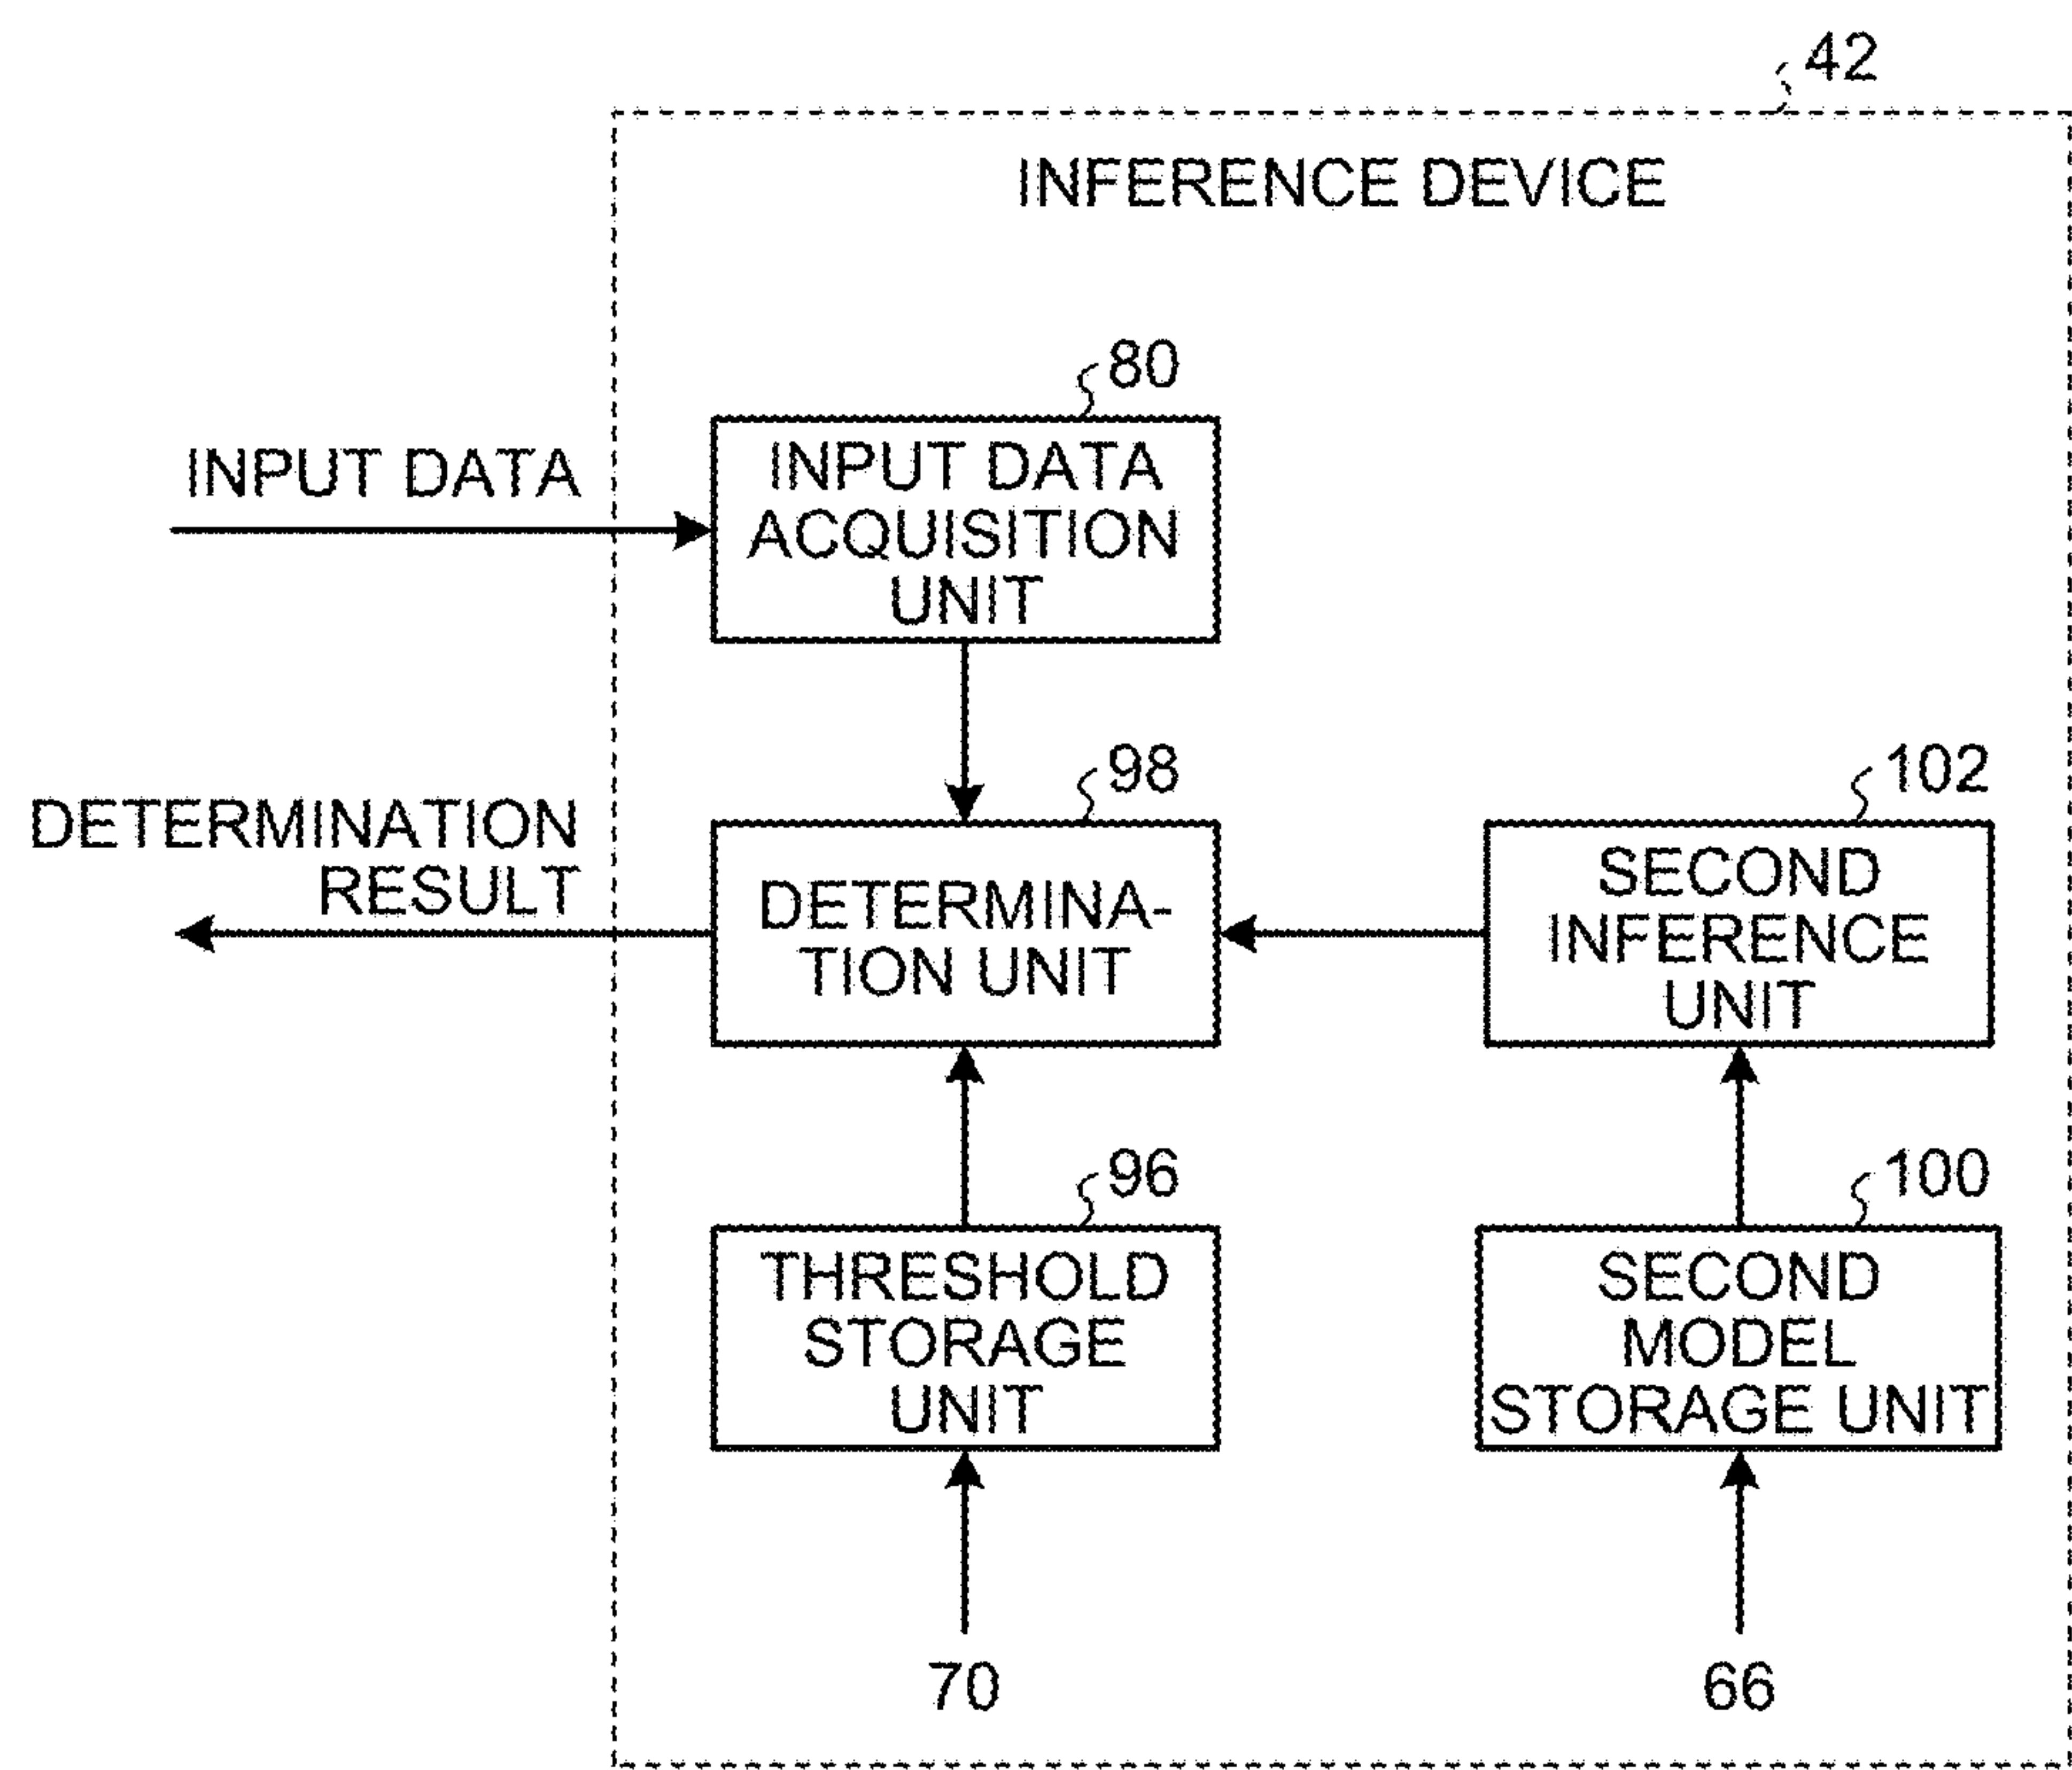 42
INFERENCE DEVICE
80
INPUT DATA
INPUT DATA
ACQUISITION
UNIT
98
102
DETERMINATION
RESULT
DETERMINA-
TION UNIT
SECOND
INFERENCE
UNIT
96
100
THRESHOLD
STORAGE
UNIT
SECOND
MODEL
STORAGE UNIT
70
66